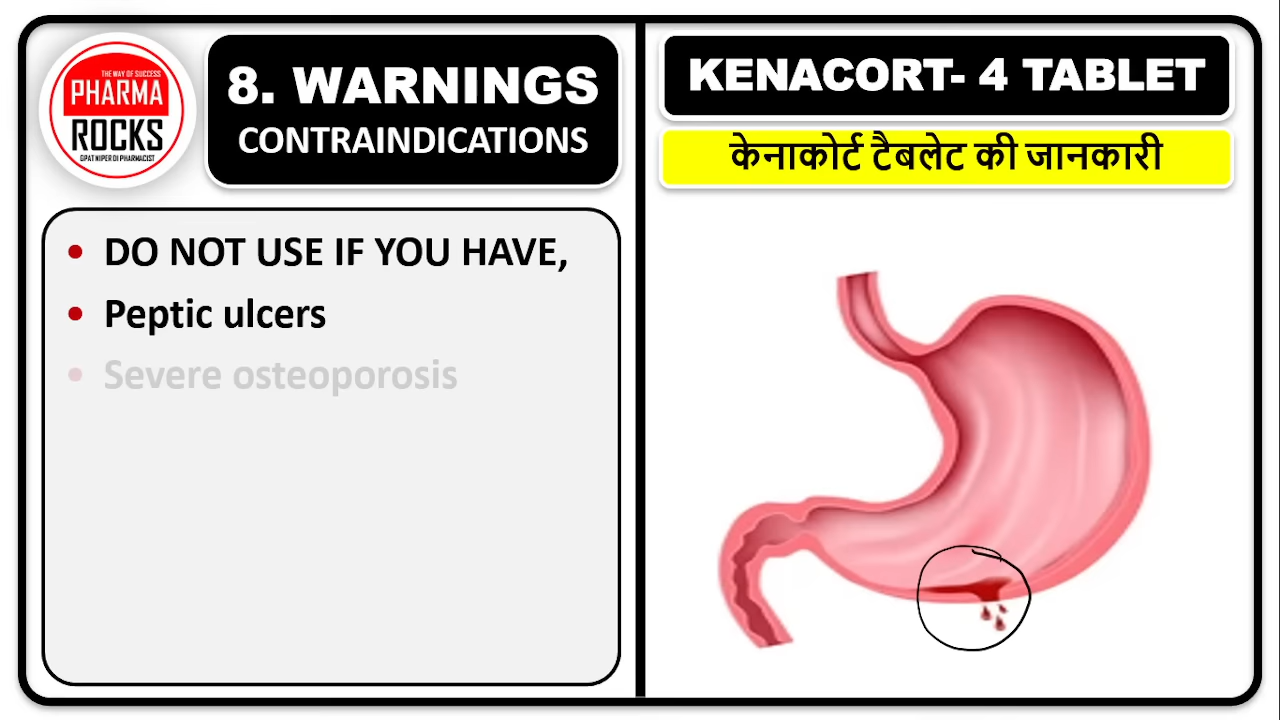 THE WAY OF SUCCESS
PHARMA
ROCKS
GPAT NIPER DI PHARMACIST
8. WARNINGS
CONTRAINDICATIONS
• DO NOT USE IF YOU HAVE,
• Peptic ulcers
• Severe osteoporosis
KENACORT- 4 TABLET
केनाकोर्ट टैबलेट की जानकारी